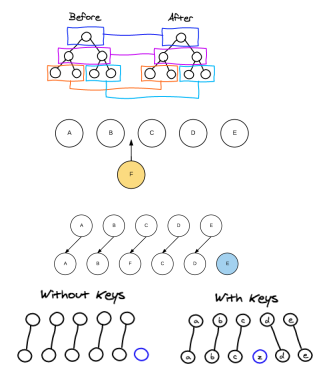 Before After
A B C D E
F
A B C D E
A B F C D E
Without Keys With Keys
a b c d e
a b c z d e